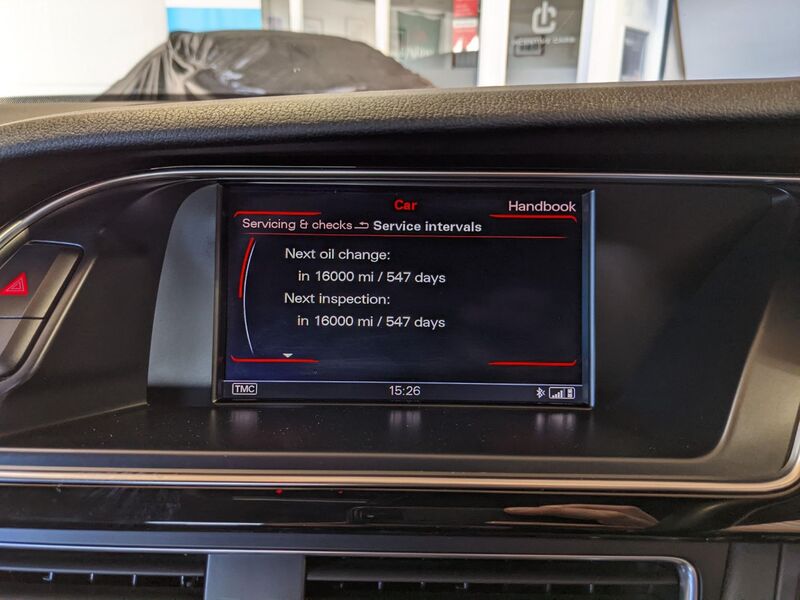 Car
Handbook
Servicing & checks Service intervals
Next oil change:
in 16000 mi / 547 days
Next inspection:
in 16000 mi / 547 days
TMC
15:26